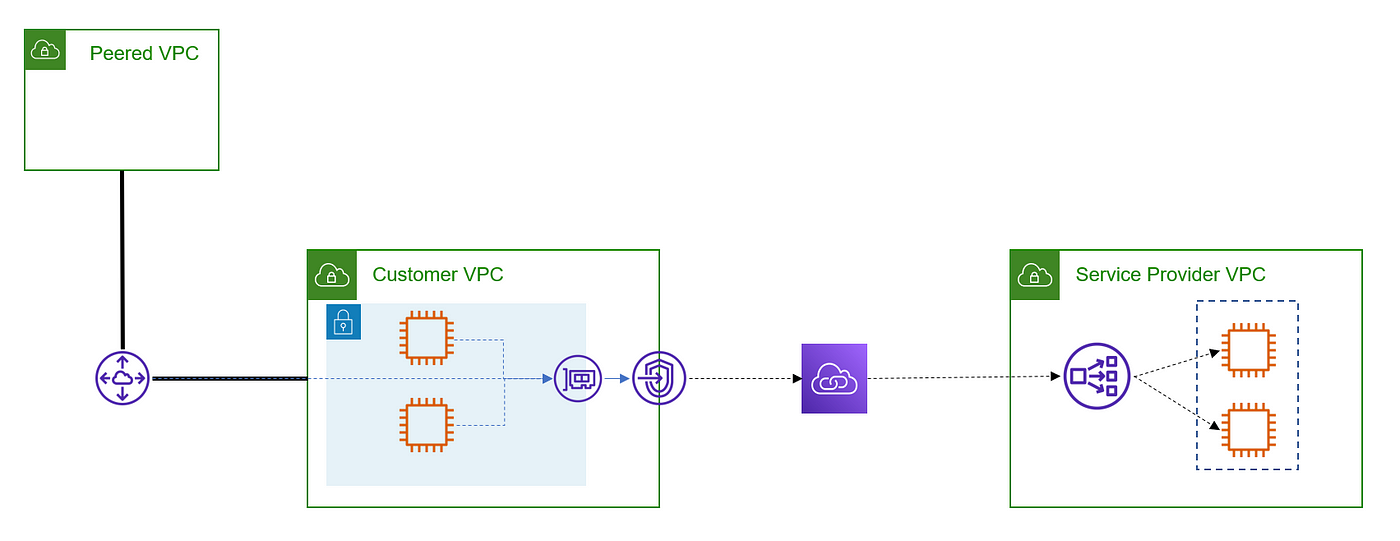 Peered VPC
Customer VPC
Service Provider VPC